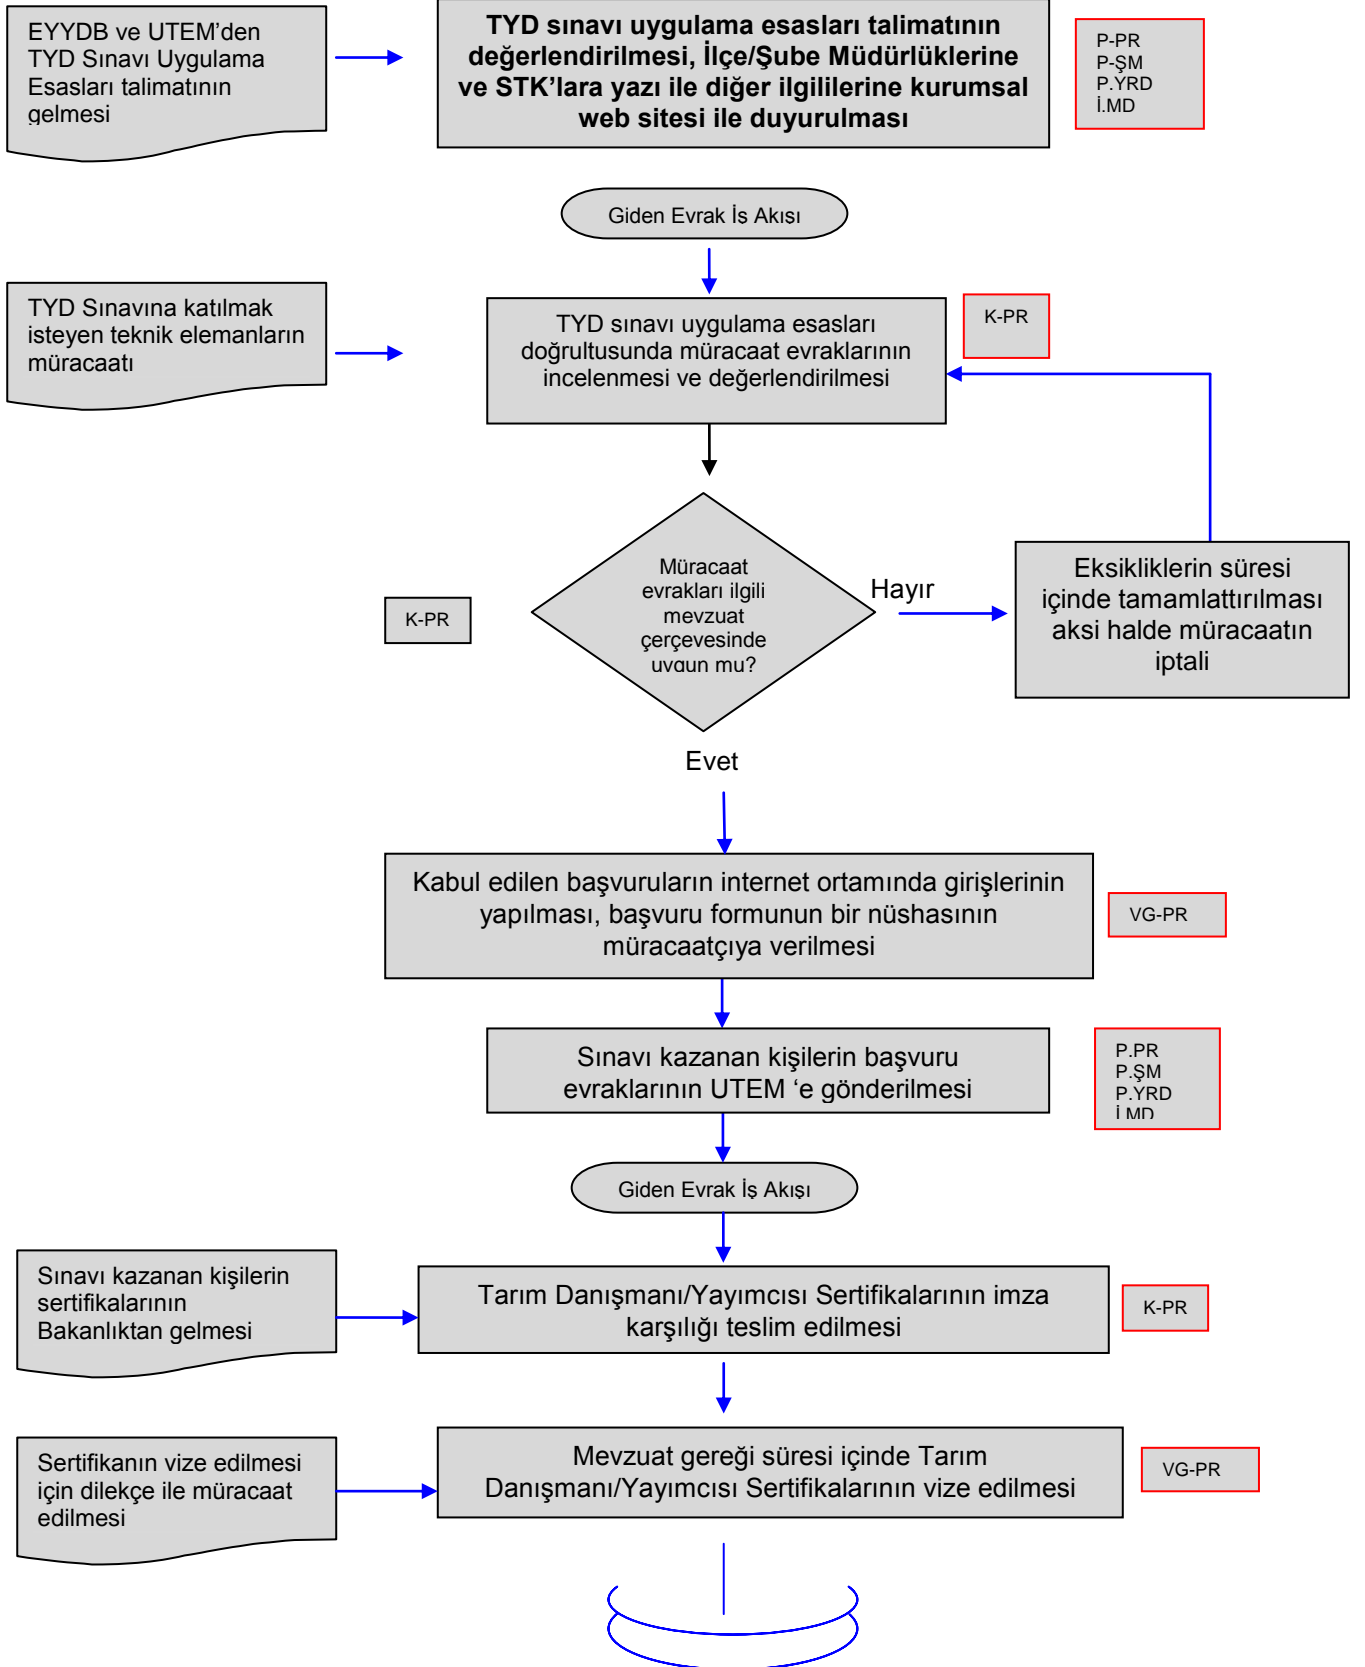 EYYDB ve UTEM’den
TYD Sınavı Uygulama
Esasları talimatının
gelmesi
TYD sınavı uygulama esasları talimatının
değerlendirilmesi, İlçe/Şube Müdürlüklerine
ve STK’lara yazı ile diğer ilgililerine kurumsal
web sitesi ile duyurulması
P-PR
P-ŞM
P.YRD
İ.MD
Giden Evrak İş Akışı
TYD Sınavına katılmak
isteyen teknik elemanların
müracaatı
TYD sınavı uygulama esasları
doğrultusunda müracaat evraklarının
incelenmesi ve değerlendirilmesi
K-PR
Müracaat
evrakları ilgili
mevzuat
çerçevesinde
uygun mu?
K-PR
Hayır
Eksikliklerin süresi
içinde tamamlattırılması
aksi halde müracaatın
iptali
Evet
Kabul edilen başvuruların internet ortamında girişlerinin
yapılması, başvuru formunun bir nüshasının
müracaatçıya verilmesi
VG-PR
Sınavı kazanan kişilerin başvuru
evraklarının UTEM ‘e gönderilmesi
P.PR
P.ŞM
P.YRD
İ.MD
Giden Evrak İş Akışı
Sınavı kazanan kişilerin
sertifikalarının
Bakanlıktan gelmesi
Tarım Danışmanı/Yayımcısı Sertifikalarının imza
karşılığı teslim edilmesi
K-PR
Sertifikanın vize edilmesi
için dilekçe ile müracaat
edilmesi
Mevzuat gereği süresi içinde Tarım
Danışmanı/Yayımcısı Sertifikalarının vize edilmesi
VG-PR